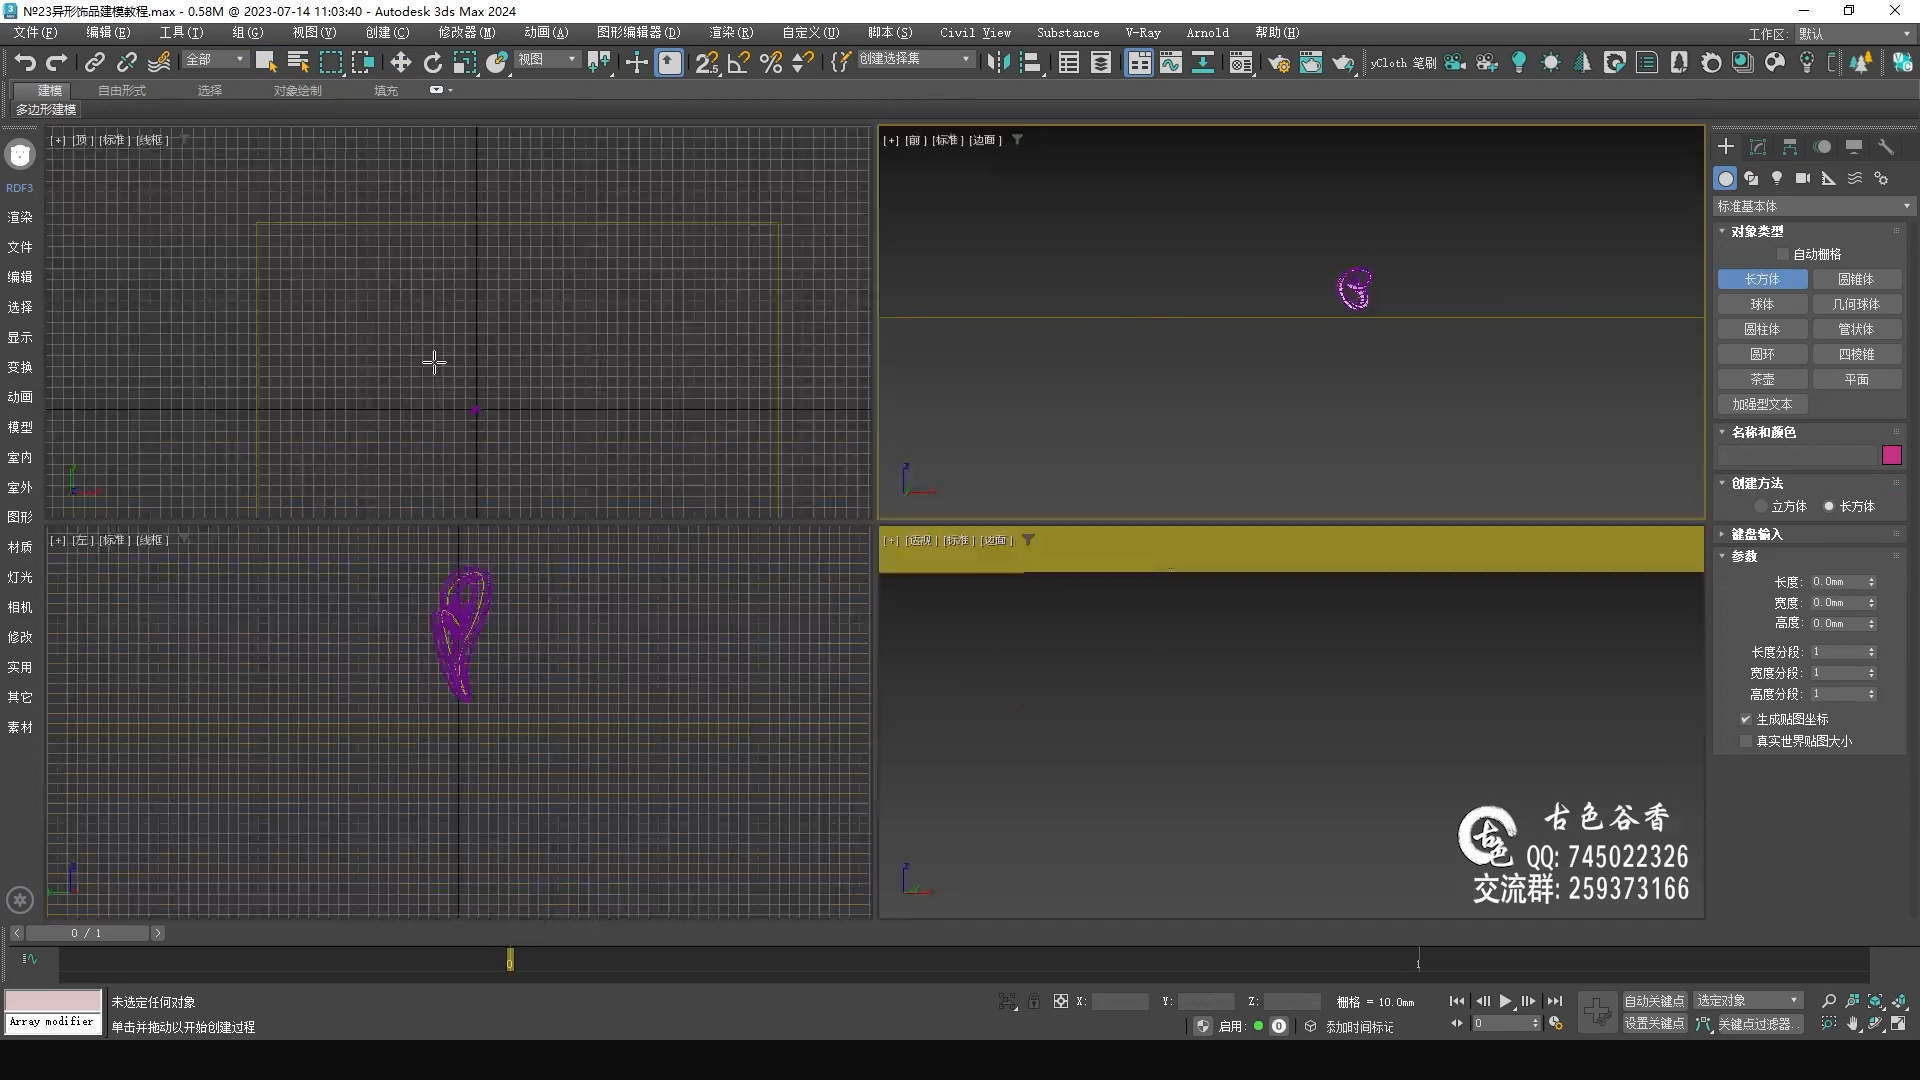 №23异形饰品建模教程.max - 0.58M @ 2023-07-14 11:03:40 - Autodesk 3ds Max 2024
文件(F) 编辑(E) 工具(T) 组(G) 视图(V) 创建(C) 修改器(M) 动画(A) 图形编辑器(D) 渲染(R) 自定义(U) 脚本(S) Civil View Substance V-Ray Arnold 帮助(H)
工作区: 默认
全部 视图 创建选择集 yCloth 笔刷
建模 自由形式 选择 对象绘制 填充
多边形建模
RDF3
渲染
文件
编辑
选择
显示
变换
动画
模型
室内
室外
图形
材质
灯光
相机
修改
实用
其它
素材
[+] [顶] [标准] [线框]
[+] [前] [标准] [边面]
[+] [左] [标准] [线框]
[+] [透视] [标准] [边面]
标准基本体
对象类型
自动栅格
长方体 圆锥体
球体 几何球体
圆柱体 管状体
圆环 四棱锥
茶壶 平面
加强型文本
名称和颜色
创建方法
立方体 长方体
键盘输入
参数
长度: 0.0mm
宽度: 0.0mm
高度: 0.0mm
长度分段: 1
宽度分段: 1
高度分段: 1
生成贴图坐标
真实世界贴图大小
古色
古色谷香
QQ: 745022326
交流群: 259373166
0 / 1
0 1
Array modifier
未选定任何对象
单击并拖动以开始创建过程
X: Y: Z: 栅格 = 10.0mm
启用: 0 添加时间标记
0
自动关键点 选定对象
设置关键点 关键点过滤器...